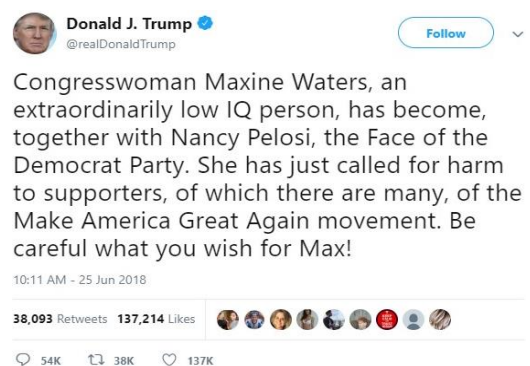 Donald J. Trump
Follow
@realDonaldTrump
Congresswoman Maxine Waters, an
extraordinarily low IQ person, has become,
together with Nancy Pelosi, the Face of the
Democrat Party. She has just called for harm
to supporters, of which there are many, of the
Make America Great Again movement. Be
careful what you wish for Max!
10:11 AM - 25 Jun 2018
38,093 Retweets 137,214 Likes
54K 38K 137K